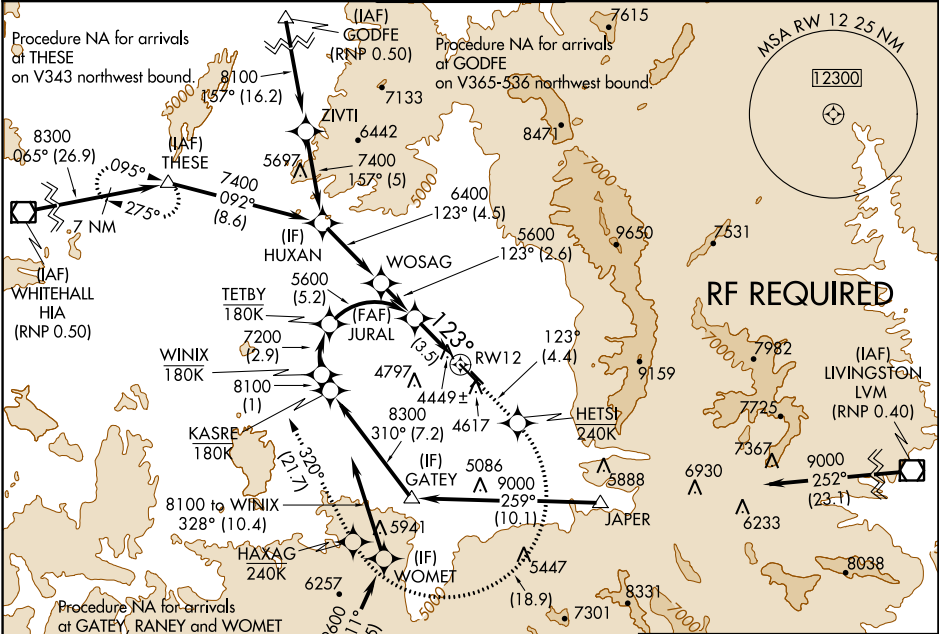 Procedure NA for arrivals
at THESE
on V343 northwest bound.
(IAF)
GODFE
(RNP 0.50)
Procedure NA for arrivals
at GODFE
on V365-536 northwest bound.
7615
MSA RW 12 25 NM
12300
8100
157° (16.2)
5000
7133
ZIVTI
6442
8471
7000
8300
065° (26.9)
(IAF)
THESE
095°
275°
7 NM
5697
7400
157° (5)
7400
092°
(8.6)
6400
123° (4.5)
5600
123° (2.6)
9650
7531
5000
(IF)
HUXAN
WOSAG
(IAF)
WHITEHALL
HIA
(RNP 0.50)
TETBY
180K
5600
(5.2)
(FAF)
JURAL
RF REQUIRED
7200
(2.9)
123°
(3.5)
RW12
123°
(4.4)
WINIX
180K
4797
4449±
4617
9159
7982
(IAF)
LIVINGSTON
LVM
(RNP 0.40)
8100
(1)
8300
310° (7.2)
HETSI
240K
7725
KASRE
180K
7367
320°
(21.7)
(IF)
GATEY
5086
9000
259°
(10.1)
5888
JAPER
6930
9000
252°
(23.1)
6233
8100 to WINIX
328° (10.4)
5941
HAXAG
240K
(IF)
WOMET
5447
(18.9)
8038
6257
5000
8331
7301
7000
Procedure NA for arrivals
at GATEY, RANEY and WOMET